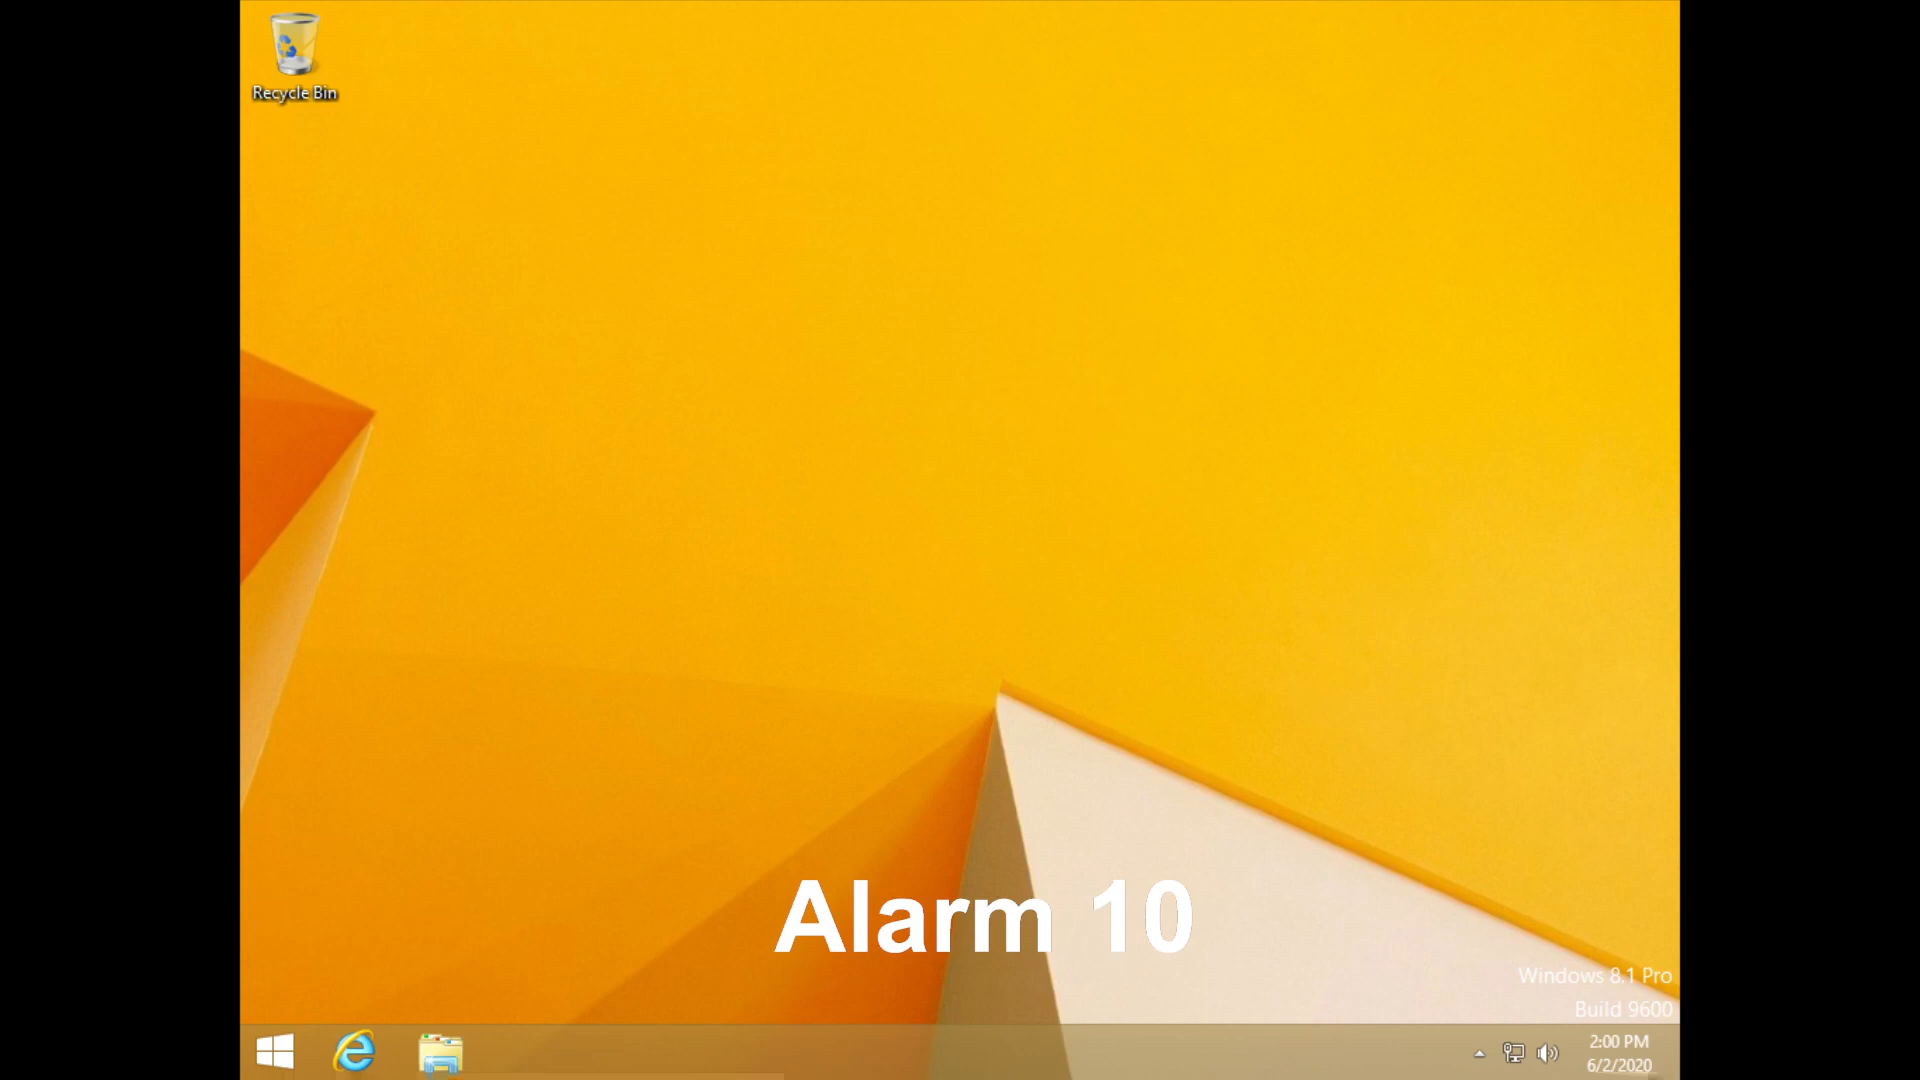 Recycle Bin
Alarm 10
Windows 8.1 Pro
Build 9600
2:00 PM
6/2/2020